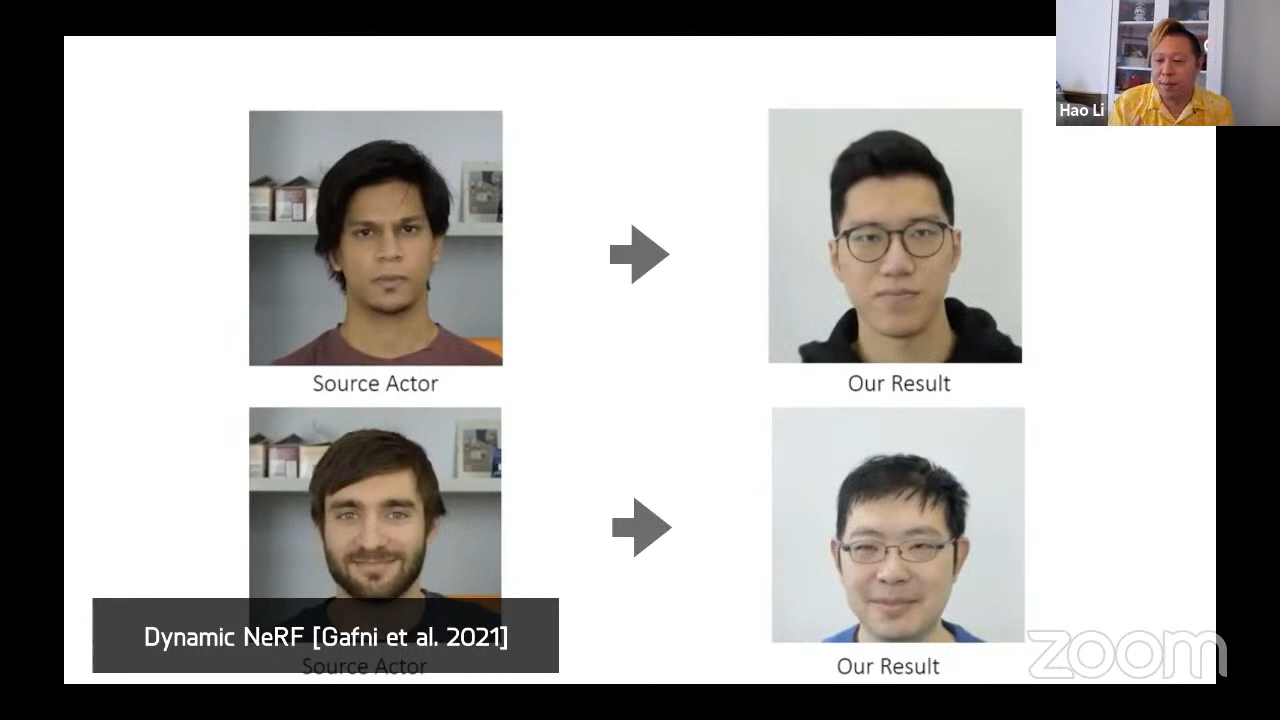 Hao Li
Source Actor
Our Result
Dynamic NeRF [Gafni et al. 2021]
Source Actor
Our Result
zoom